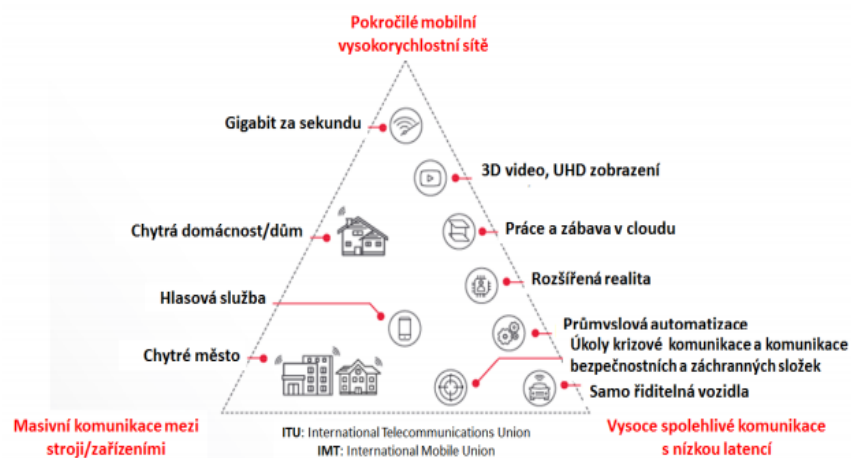 Pokročilé mobilní
vysokorychlostní sítě
Gigabit za sekundu
3D video, UHD zobrazení
Chytrá domácnost/dům
Práce a zábava v cloudu
Rozšířená realita
Hlasová služba
Průmyslová automatizace
Úkoly krizové komunikace a komunikace
bezpečnostních a záchranných složek
Chytré město
Samo řiditelná vozidla
Masivní komunikace mezi
stroji/zařízeními
ITU: International Telecommunications Union
IMT: International Mobile Union
Vysoce spolehlivé komunikace
s nízkou latencí